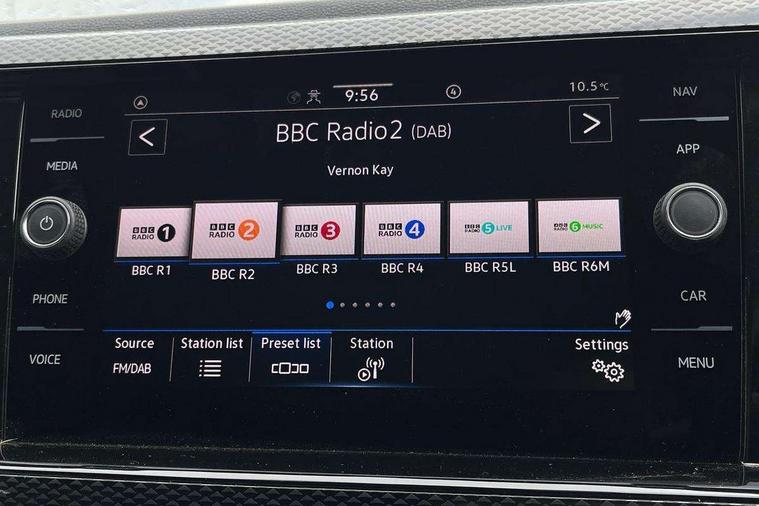 9:56
4
10.5°C
RADIO
NAV
< BBC Radio2 (DAB) >
MEDIA
APP
Vernon Kay
BBC RADIO 1
BBC RADIO 2
BBC RADIO 3
BBC RADIO 4
BBC RADIO 5 LIVE
BBC RADIO 6 MUSIC
BBC R1
BBC R2
BBC R3
BBC R4
BBC R5L
BBC R6M
PHONE
CAR
VOICE
MENU
Source
Station list
Preset list
Station
Settings
FM/DAB